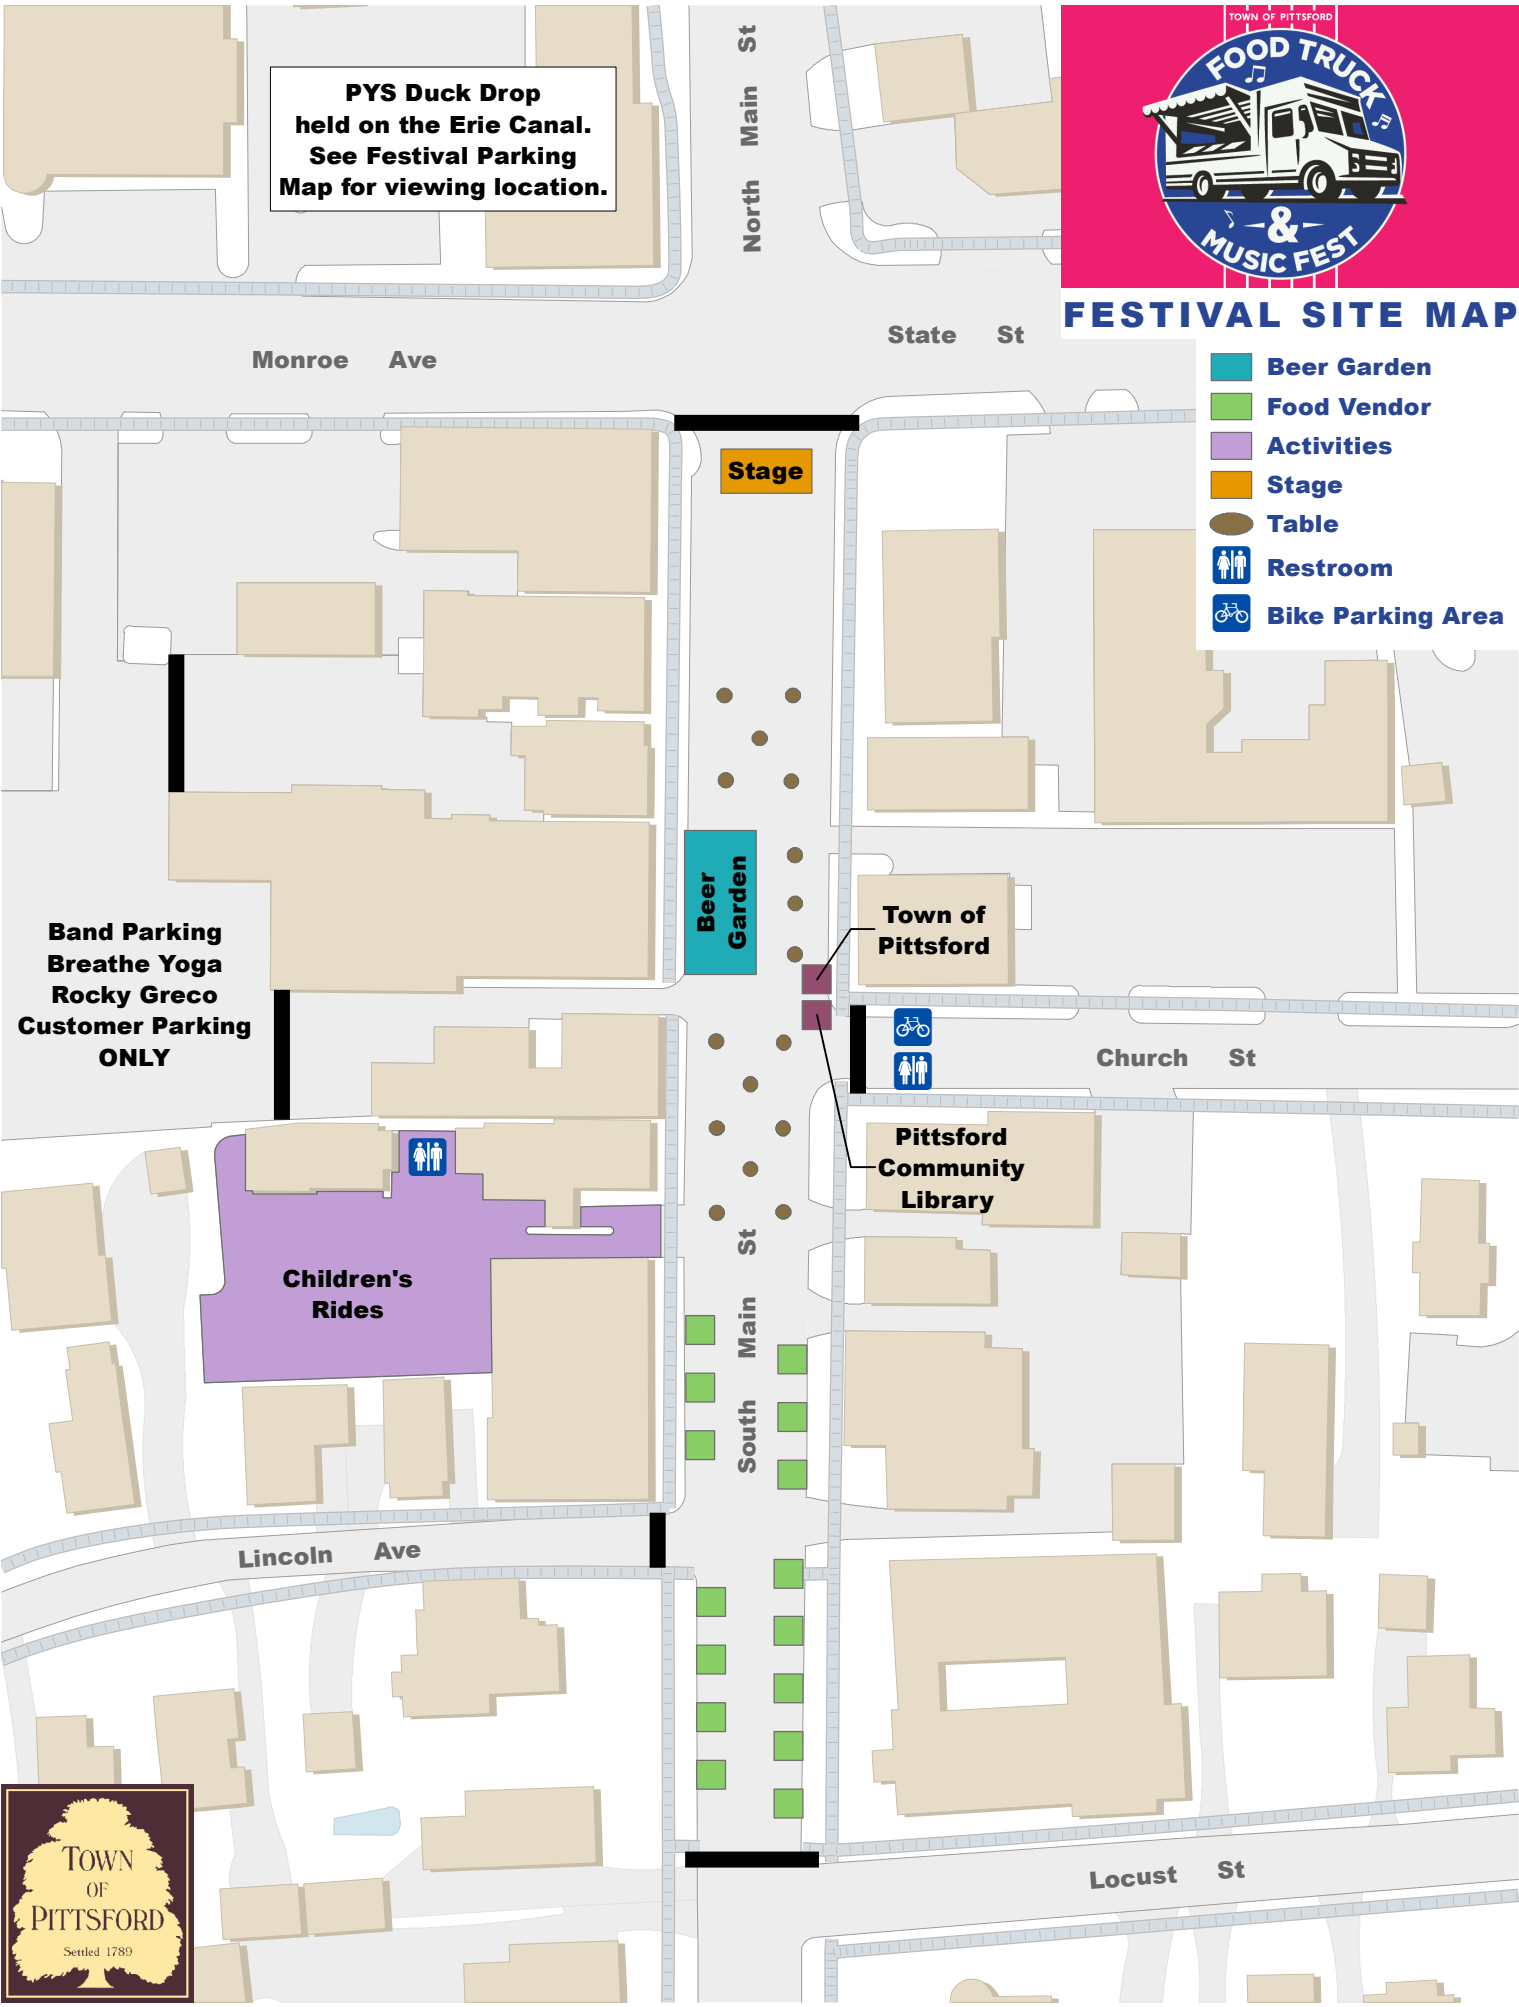 TOWN OF PITTSFORD
FOOD TRUCK
&
MUSIC FEST
FESTIVAL SITE MAP
Beer Garden
Food Vendor
Activities
Stage
Table
Restroom
Bike Parking Area
PYS Duck Drop
held on the Erie Canal.
See Festival Parking
Map for viewing location.
North Main St
Monroe Ave
State St
Stage
Beer
Garden
Town of
Pittsford
Band Parking
Breathe Yoga
Rocky Greco
Customer Parking
ONLY
Church St
Pittsford
Community
Library
Children's
Rides
South Main St
Lincoln Ave
Locust St
TOWN
OF
PITTSFORD
Settled 1789